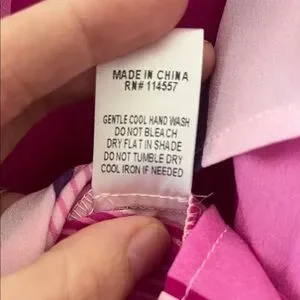 MADE IN CHINA
RN# 114557
GENTLE COOL HAND WASH
DO NOT BLEACH
DRY FLAT IN SHADE
DO NOT TUMBLE DRY
COOL IRON IF NEEDED